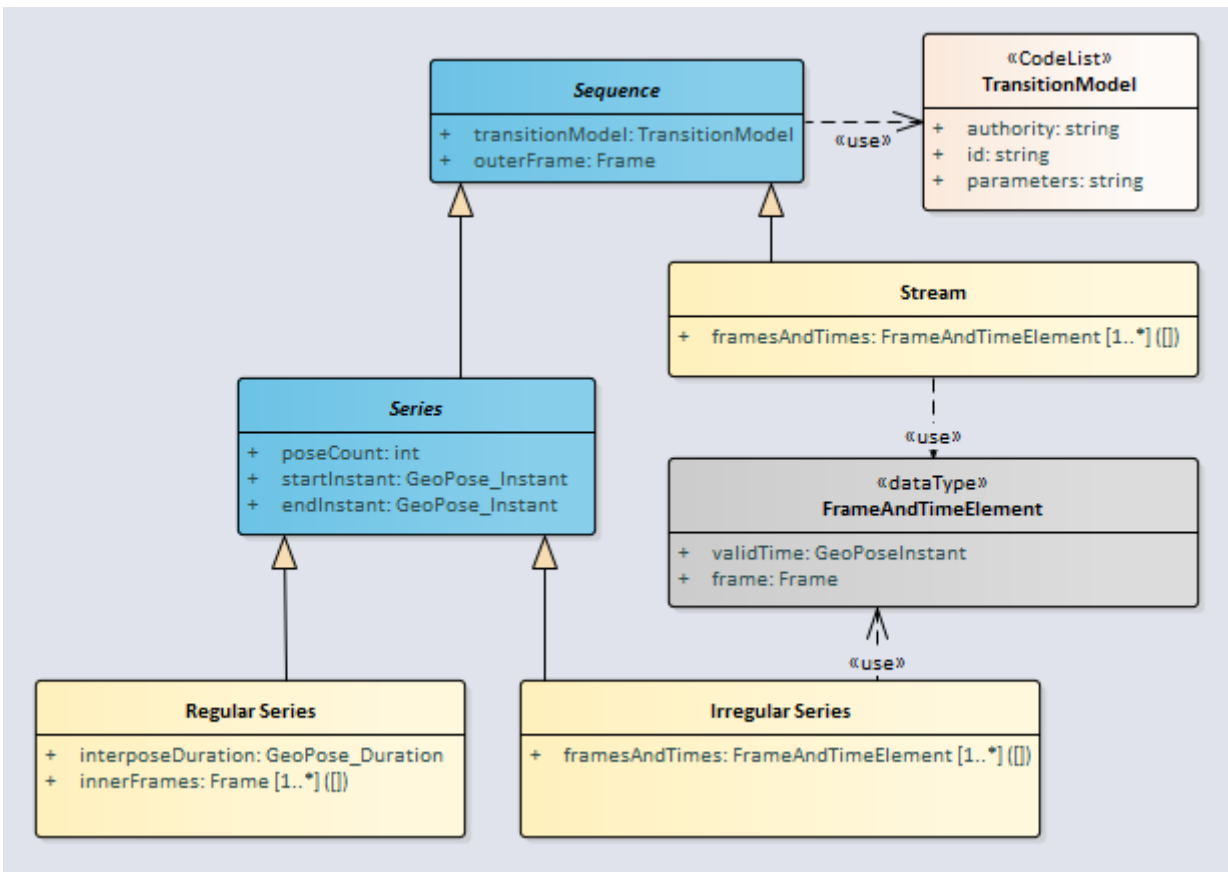 Sequence
+ transitionModel: TransitionModel
+ outerFrame: Frame
«use»
«CodeList»
TransitionModel
+ authority: string
+ id: string
+ parameters: string
Stream
+ framesAndTimes: FrameAndTimeElement [1..*] ([])
«use»
Series
+ poseCount: int
+ startInstant: GeoPose_Instant
+ endInstant: GeoPose_Instant
«dataType»
FrameAndTimeElement
+ validTime: GeoPoseInstant
+ frame: Frame
«use»
Regular Series
+ interposeDuration: GeoPose_Duration
+ innerFrames: Frame [1..*] ([])
Irregular Series
+ framesAndTimes: FrameAndTimeElement [1..*] ([])